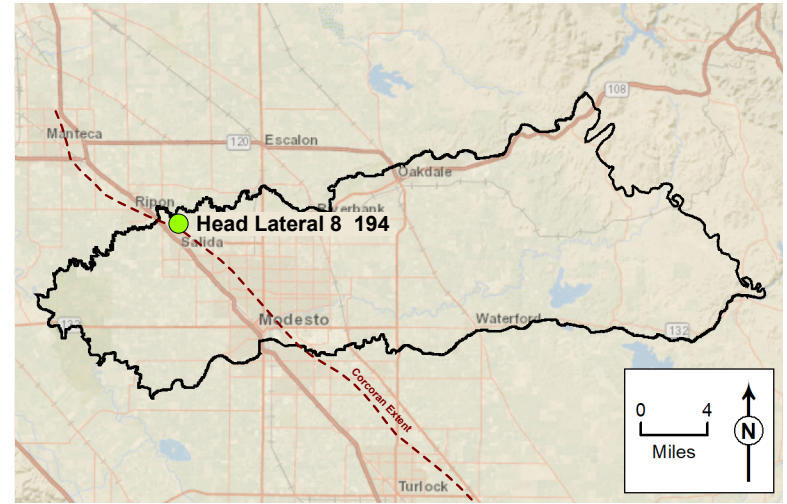 108
Manteca
120
Escalon
Oakdale
Ripon
Riverbank
Head Lateral 8 194
Salida
132
Modesto
Waterford
132
Corcoran Extent
Turlock
0 4
Miles
N